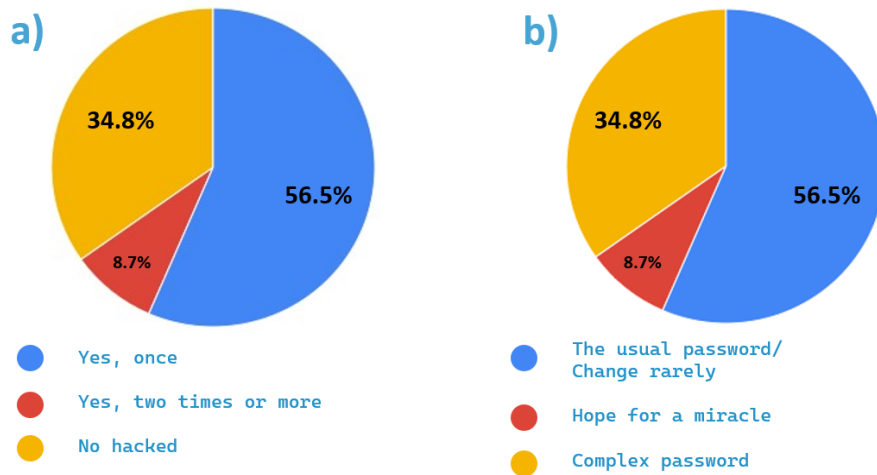 a)
34.8%
56.5%
8.7%
Yes, once
Yes, two times or more
No hacked
b)
34.8%
56.5%
8.7%
The usual password/
Change rarely
Hope for a miracle
Complex password